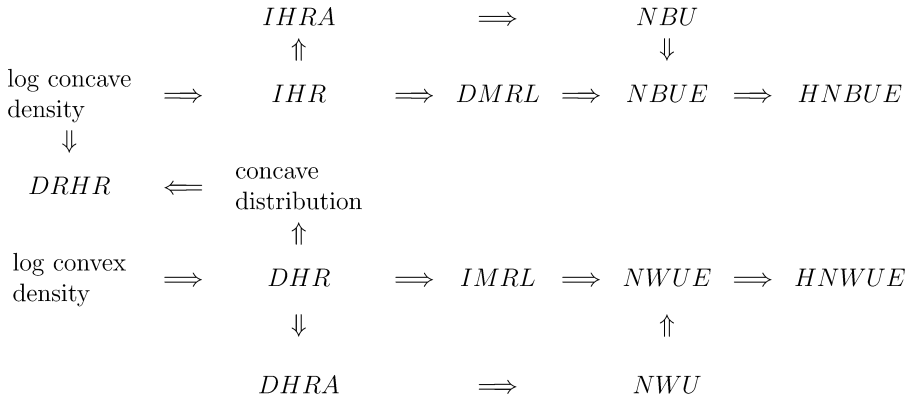 IHRA ⟹ NBU
⇑ ⇓
log concave
density ⟹ IHR ⟹ DMRL ⟹ NBUE ⟹ HNBUE
⇓
DRHR ⟸ concave
distribution
⇑
log convex
density ⟹ DHR ⟹ IMRL ⟹ NWUE ⟹ HNWUE
⇓ ⇑
DHRA ⟹ NWU